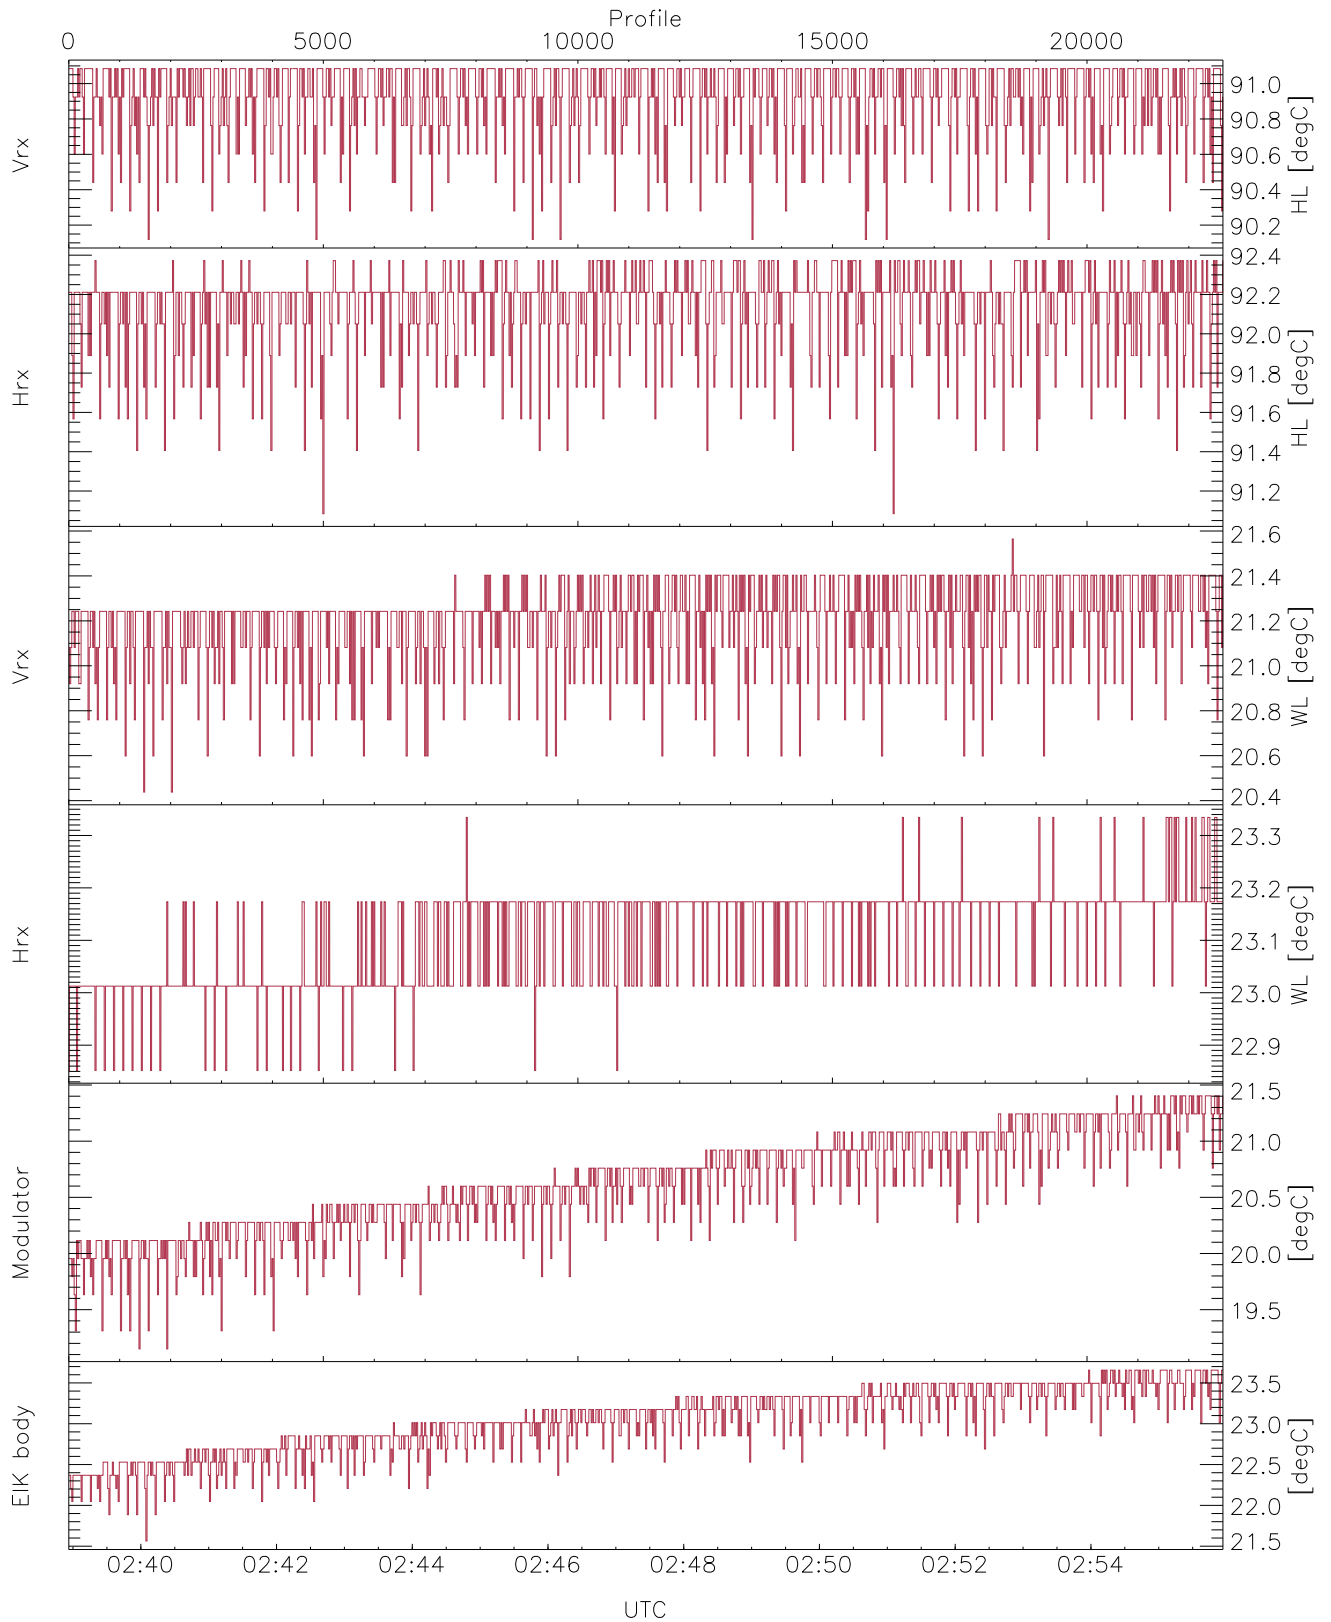 Profile
0 5000 10000 15000 20000
Vrx
91.0
90.8
90.6
90.4
90.2
HL [degC]
Hrx
92.4
92.2
92.0
91.8
91.6
91.4
91.2
HL [degC]
Vrx
21.6
21.4
21.2
21.0
20.8
20.6
20.4
WL [degC]
Hrx
23.3
23.2
23.1
23.0
22.9
WL [degC]
Modulator
21.5
21.0
20.5
20.0
19.5
[degC]
EIK body
23.5
23.0
22.5
22.0
21.5
[degC]
02:40 02:42 02:44 02:46 02:48 02:50 02:52 02:54
UTC